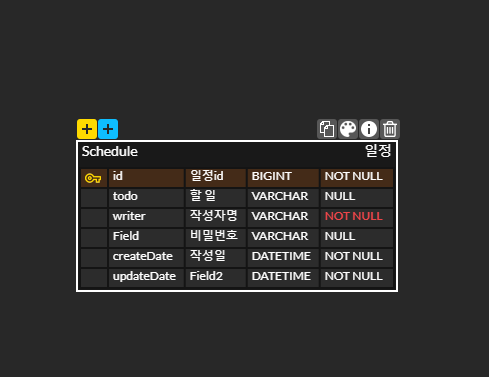 Schedule 일정
id 일정id BIGINT NOT NULL
todo 할 일 VARCHAR NULL
writer 작성자명 VARCHAR NOT NULL
Field 비밀번호 VARCHAR NULL
createDate 작성일 DATETIME NOT NULL
updateDate Field2 DATETIME NOT NULL